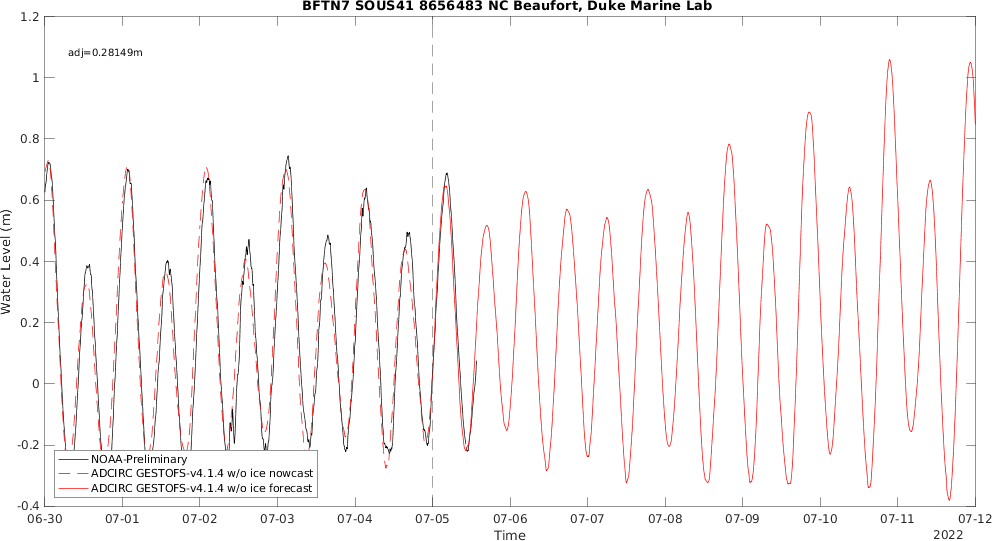 BFTN7 SOUS41 8656483 NC Beaufort, Duke Marine Lab
1.2
adj=0.28149m
1
0.8
0.6
0.4
0.2
0
-0.2
-0.4
Water Level (m)
NOAA-Preliminary
ADCIRC GESTOFS-v4.1.4 w/o ice nowcast
ADCIRC GESTOFS-v4.1.4 w/o ice forecast
06-30 07-01 07-02 07-03 07-04 07-05 07-06 07-07 07-08 07-09 07-10 07-11 07-12
Time
2022